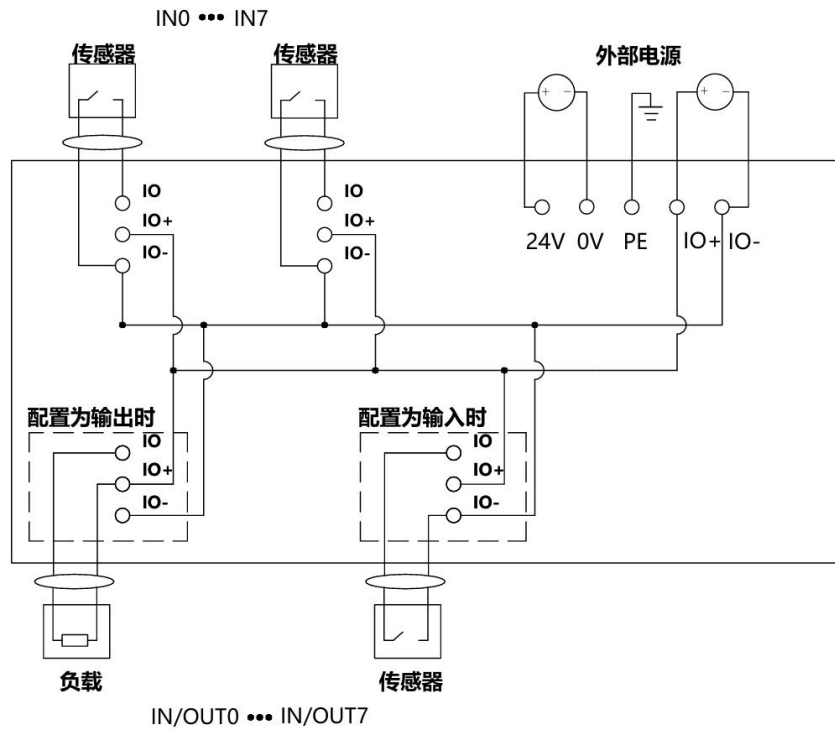 IN0 ••• IN7
传感器
传感器
外部电源
+ −
+ −
IO
IO+
IO-
IO
IO+
IO-
24V 0V PE IO+ IO-
配置为输出时
IO
IO+
IO-
配置为输入时
IO
IO+
IO-
负载
传感器
IN/OUT0 ••• IN/OUT7